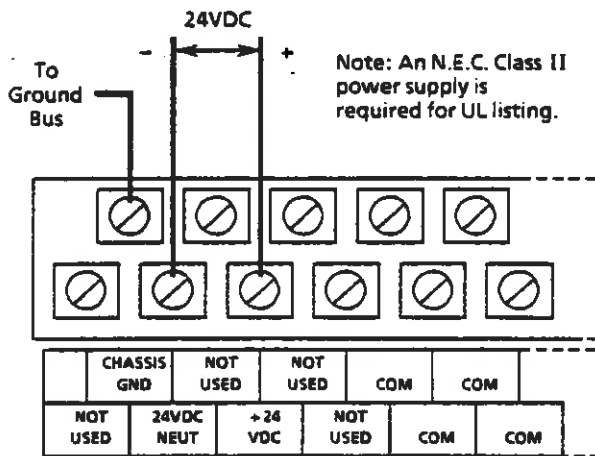 24VDC
- +
To
Ground
Bus
Note: An N.E.C. Class II
power supply is
required for UL listing.
CHASSIS GND
NOT USED
NOT USED
COM
COM
NOT USED
24VDC NEUT
+24 VDC
NOT USED
COM
COM